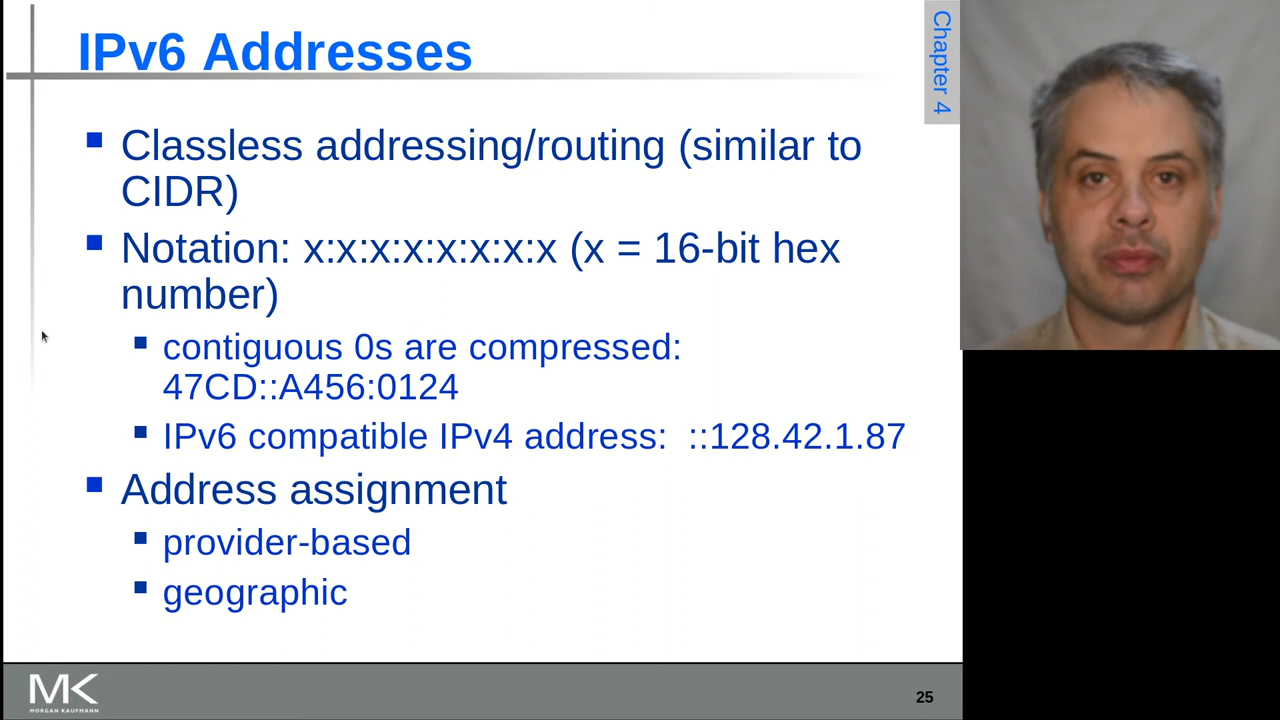 IPv6 Addresses
Chapter 4
Classless addressing/routing (similar to
CIDR)
Notation: x:x:x:x:x:x:x:x (x = 16-bit hex
number)
contiguous 0s are compressed:
47CD::A456:0124
IPv6 compatible IPv4 address:  ::128.42.1.87
Address assignment
provider-based
geographic
MK
MORGAN KAUFMANN
25